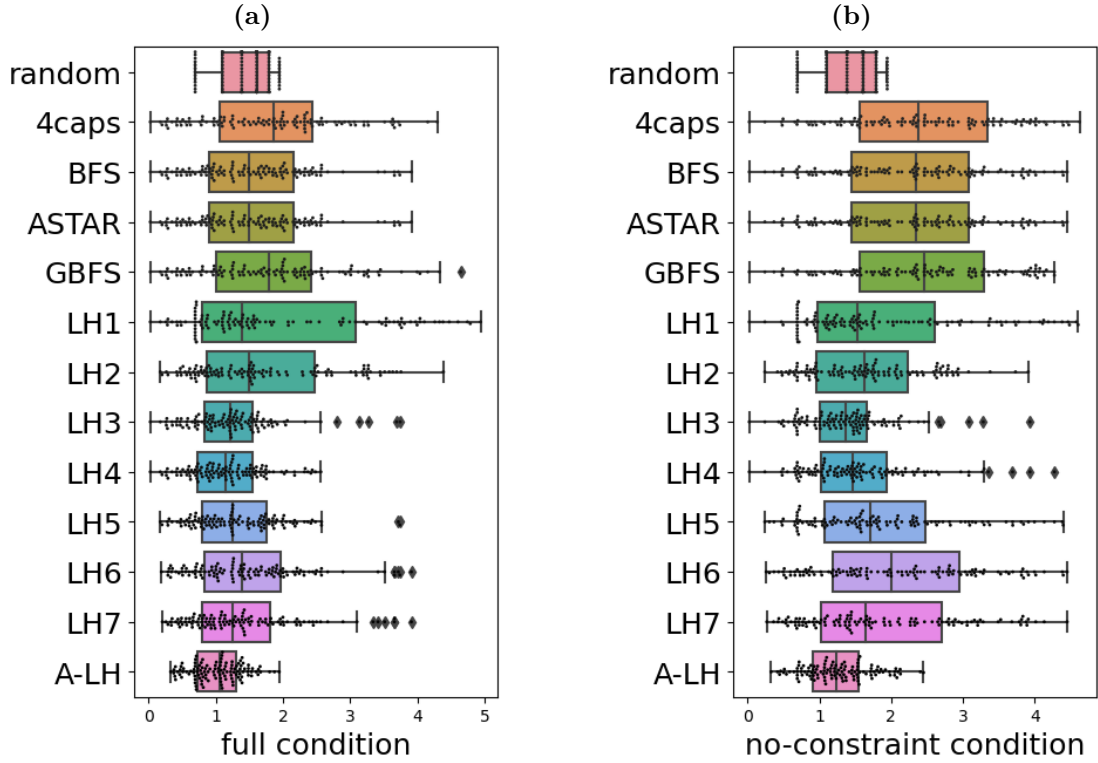 (a)
random
4caps
BFS
ASTAR
GBFS
LH1
LH2
LH3
LH4
LH5
LH6
LH7
A-LH
0 1 2 3 4 5
full condition
(b)
random
4caps
BFS
ASTAR
GBFS
LH1
LH2
LH3
LH4
LH5
LH6
LH7
A-LH
0 1 2 3 4
no-constraint condition